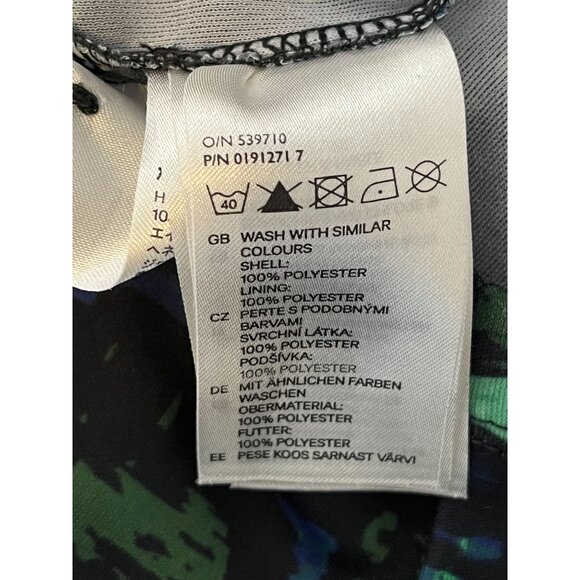 O/N 539710
P/N 0191271 7
40
GB WASH WITH SIMILAR
COLOURS
SHELL:
100% POLYESTER
LINING:
100% POLYESTER
CZ PERTE S PODOBNÝMI
BARVAMI
SVRCHNÍ LÁTKA:
100% POLYESTER
PODŠÍVKA:
100% POLYESTER
DE MIT ÄHNLICHEN FARBEN
WASCHEN
OBERMATERIAL:
100% POLYESTER
FUTTER:
100% POLYESTER
EE PESE KOOS SARNAST VÄRVI